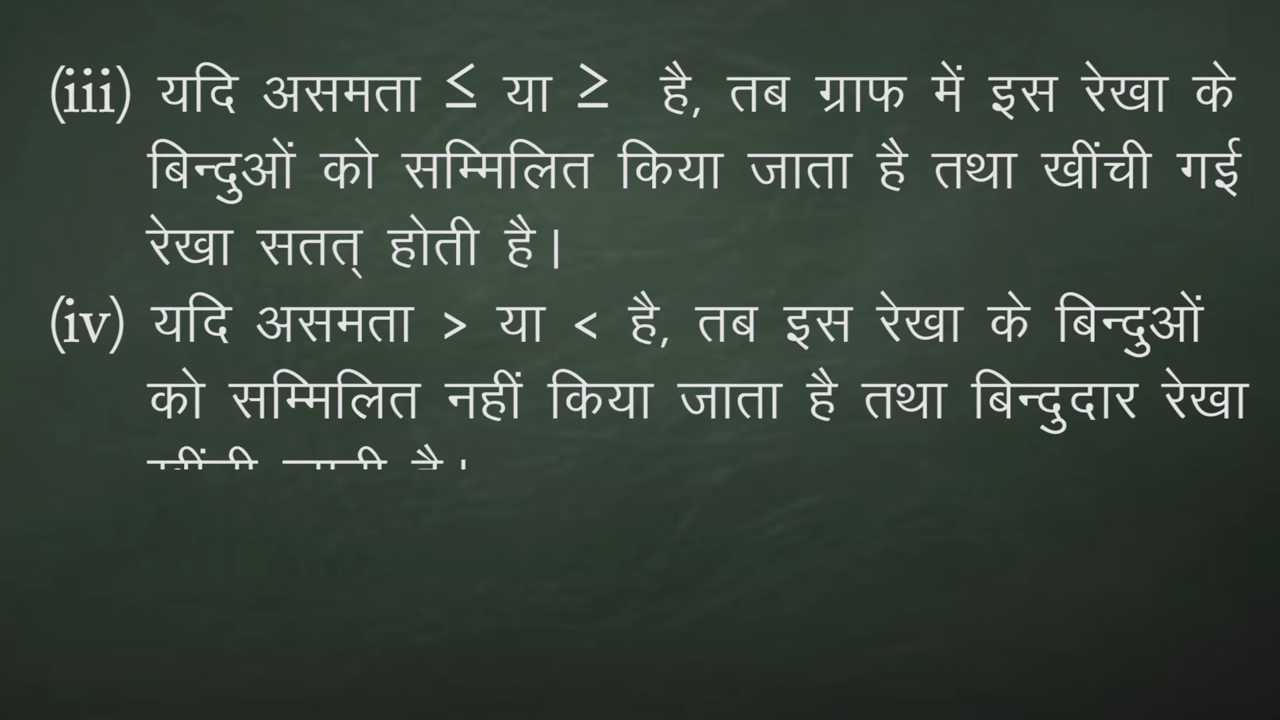 (iii) यदि असमता ≤ या ≥ है, तब ग्राफ में इस रेखा के
बिन्दुओं को सम्मिलित किया जाता है तथा खींची गई
रेखा सतत् होती है।
(iv) यदि असमता > या < है, तब इस रेखा के बिन्दुओं
को सम्मिलित नहीं किया जाता है तथा बिन्दुदार रेखा